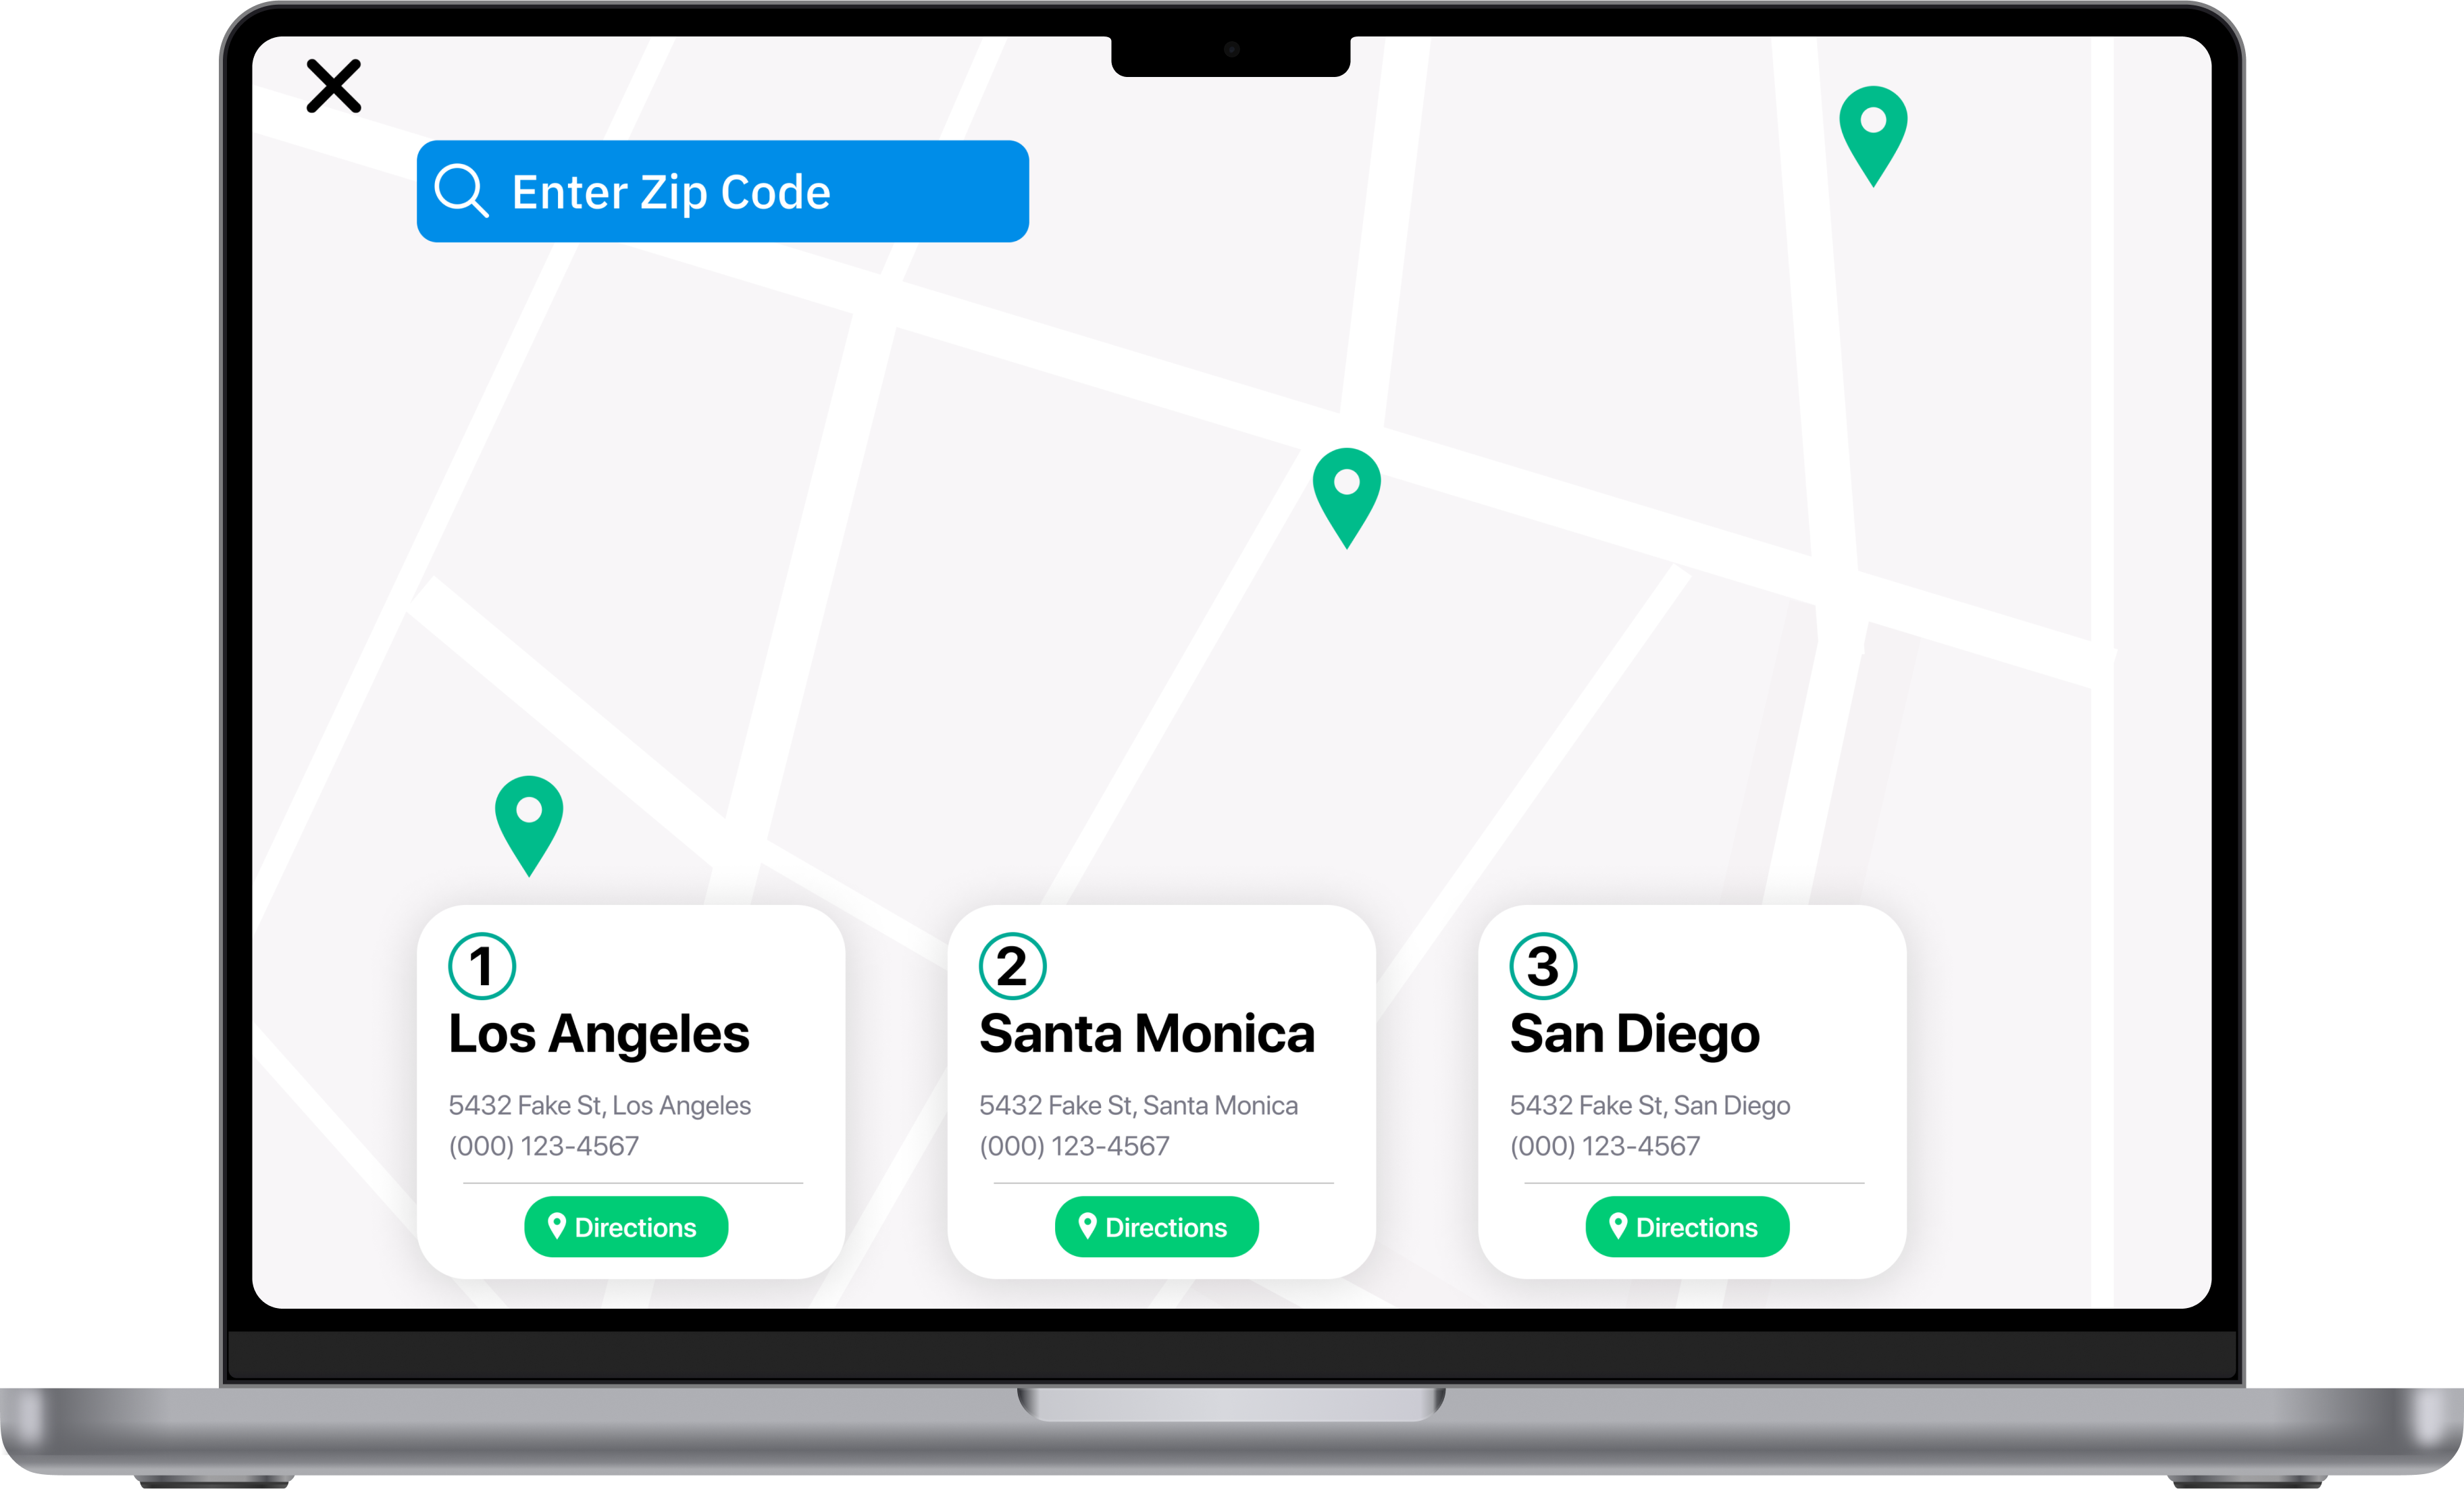 Enter Zip Code
1
Los Angeles
5432 Fake St, Los Angeles
(000) 123-4567
Directions
2
Santa Monica
5432 Fake St, Santa Monica
(000) 123-4567
Directions
3
San Diego
5432 Fake St, San Diego
(000) 123-4567
Directions